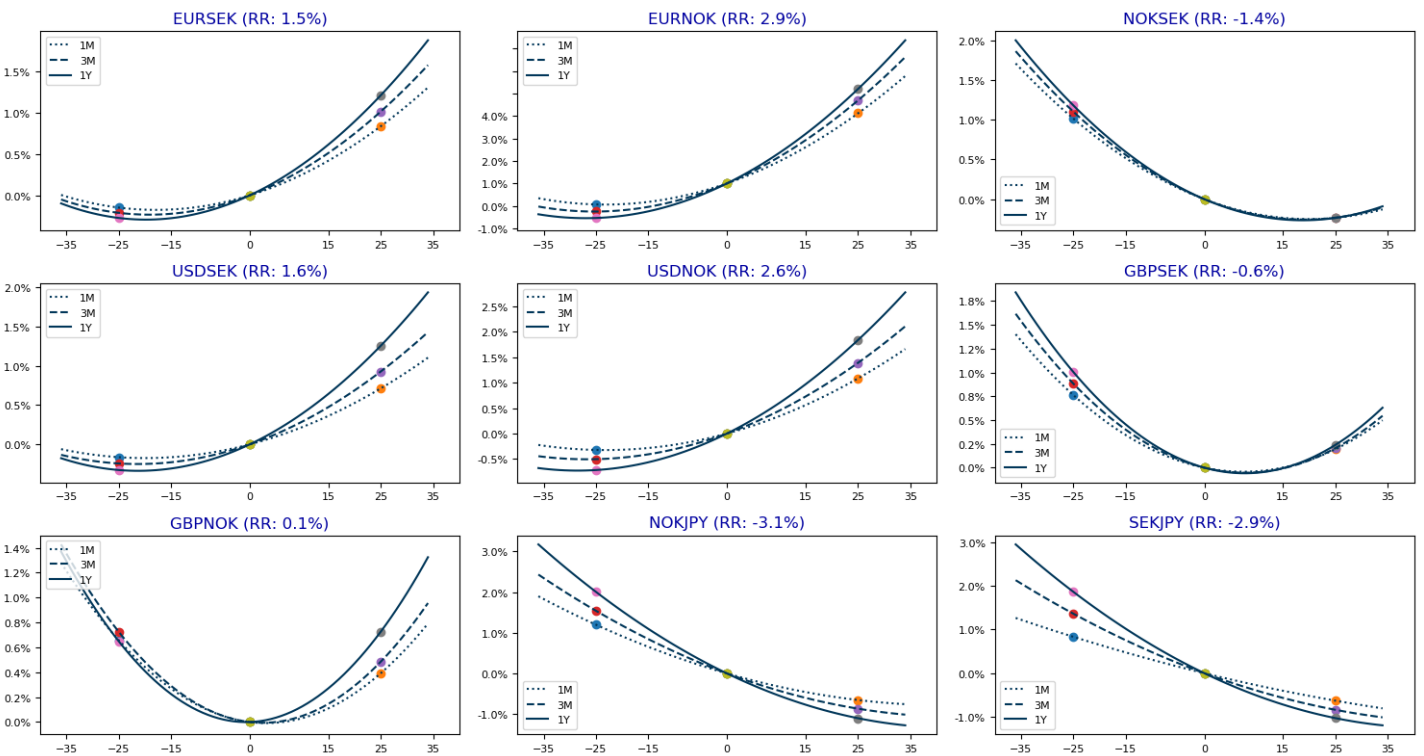 EURSEK (RR: 1.5%)
1M
3M
1Y
1.5%
1.0%
0.5%
0.0%
−35 −25 −15 0 15 25 35
EURNOK (RR: 2.9%)
1M
3M
1Y
4.0%
3.0%
2.0%
1.0%
0.0%
-1.0%
−35 −25 −15 0 15 25 35
NOKSEK (RR: -1.4%)
2.0%
1.5%
1.0%
0.5%
0.0%
1M
3M
1Y
−35 −25 −15 0 15 25 35
USDSEK (RR: 1.6%)
2.0%
1M
3M
1Y
1.5%
1.0%
0.5%
0.0%
−35 −25 −15 0 15 25 35
USDNOK (RR: 2.6%)
1M
3M
1Y
2.5%
2.0%
1.5%
1.0%
0.5%
0.0%
-0.5%
−35 −25 −15 0 15 25 35
GBPSEK (RR: -0.6%)
1.8%
1.5%
1.2%
1.0%
0.8%
0.5%
0.2%
0.0%
1M
3M
1Y
−35 −25 −15 0 15 25 35
GBPNOK (RR: 0.1%)
1.4%
1.2%
1.0%
0.8%
0.6%
0.4%
0.2%
0.0%
1M
3M
1Y
−35 −25 −15 0 15 25 35
NOKJPY (RR: -3.1%)
3.0%
2.0%
1.0%
0.0%
-1.0%
1M
3M
1Y
−35 −25 −15 0 15 25 35
SEKJPY (RR: -2.9%)
3.0%
2.0%
1.0%
0.0%
-1.0%
1M
3M
1Y
−35 −25 −15 0 15 25 35